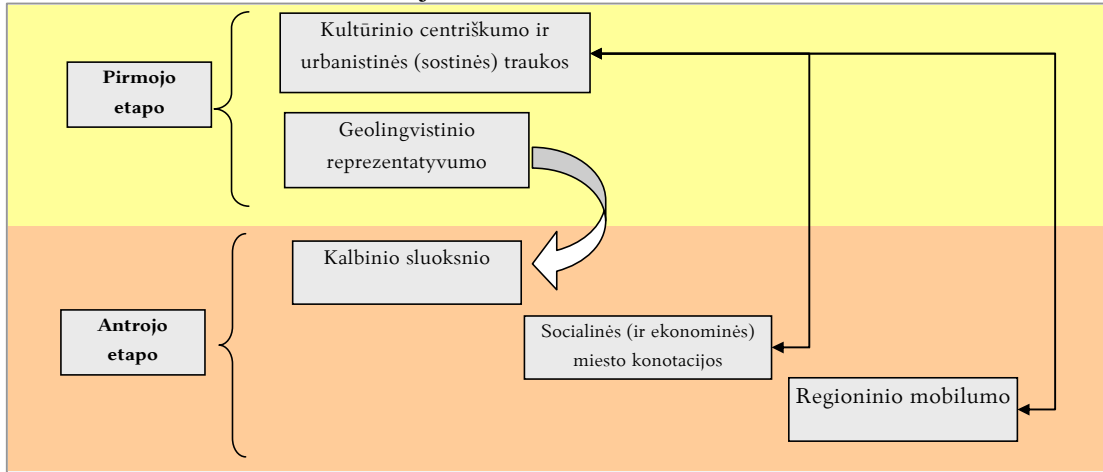 Kultūrinio centriškumo ir
urbanistinės (sostinės) traukos
Pirmojo
etapo
Geolingvistinio
reprezentatyvumo
Kalbinio sluoksnio
Antrojo
etapo
Socialinės (ir ekonominės)
miesto konotacijos
Regioninio mobilumo